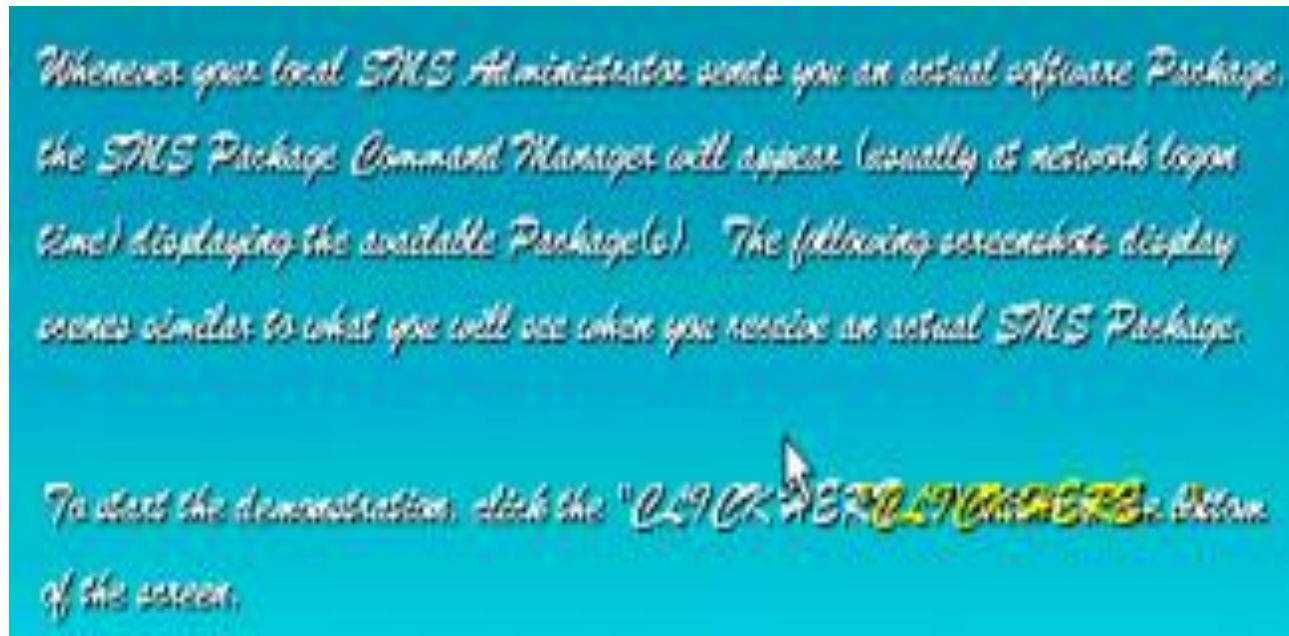 Whenever your local SMS Administrator sends you an actual software Package,
the SMS Package Command Manager will appear (usually at network logon
time) displaying the available Package(s). The following screenshots display
scenes similar to what you will see when you receive an actual SMS Package.
To start the demonstration, click the "CLICK HER CLICK HERE bottom
of the screen.